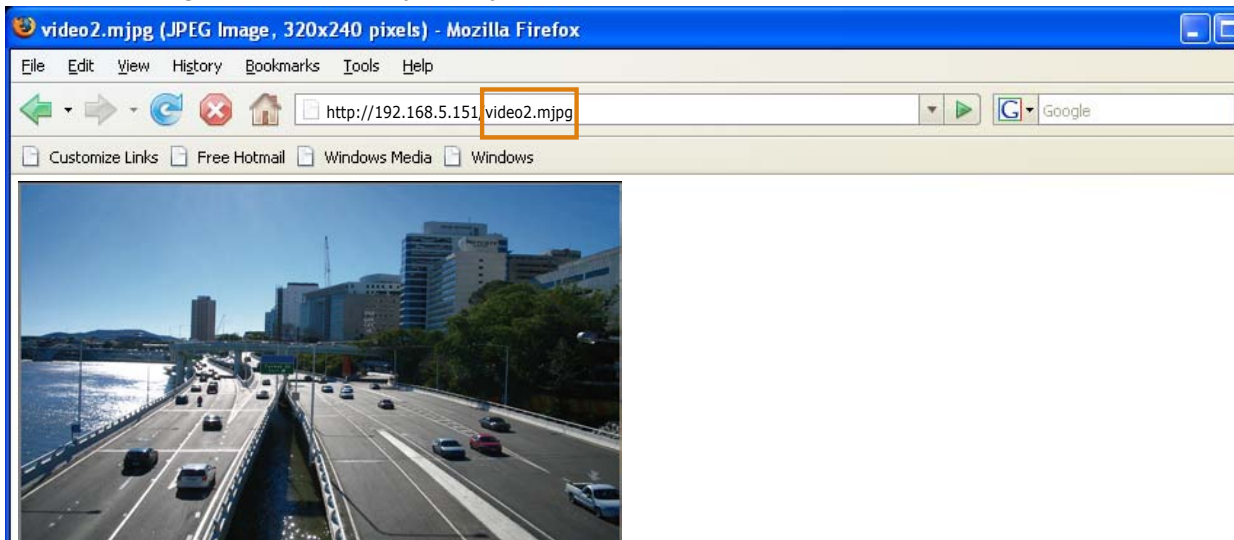 video2.mjpg (JPEG Image, 320x240 pixels) - Mozilla Firefox
File Edit View History Bookmarks Tools Help
http://192.168.5.151/video2.mjpg
G Google
Customize Links Free Hotmail Windows Media Windows